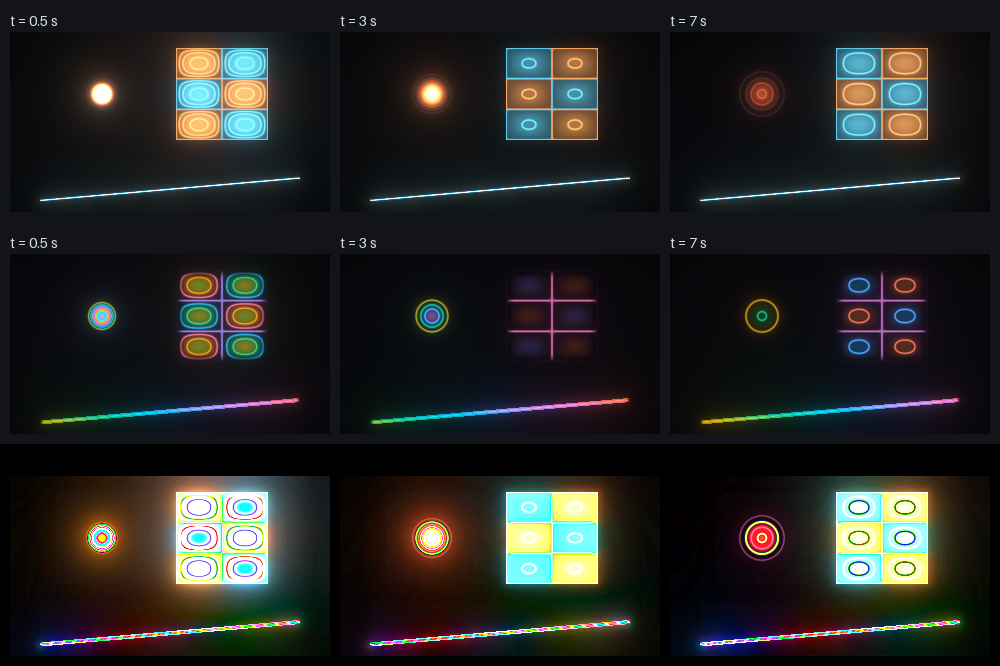 t = 0.5 s
t = 3 s
t = 7 s
t = 0.5 s
t = 3 s
t = 7 s